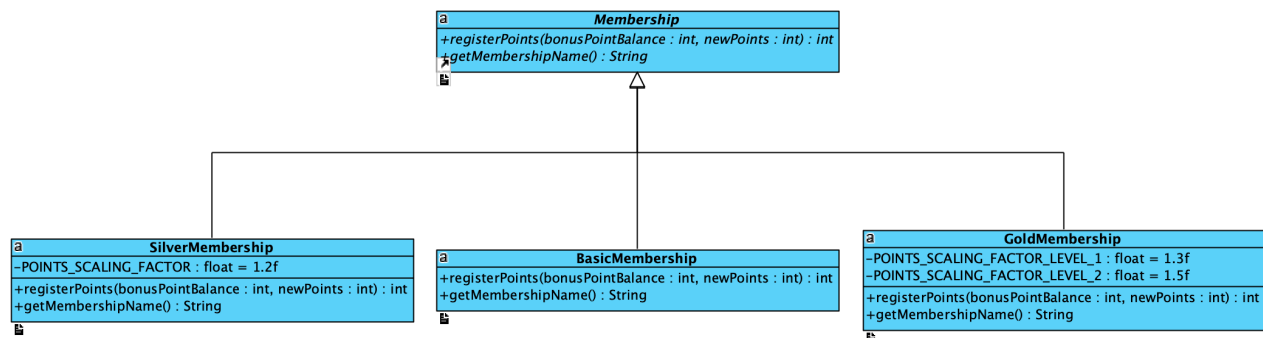 a
Membership
+registerPoints(bonusPointBalance : int, newPoints : int) : int
+getMembershipName() : String
a
SilverMembership
-POINTS_SCALING_FACTOR : float = 1.2f
+registerPoints(bonusPointBalance : int, newPoints : int) : int
+getMembershipName() : String
a
BasicMembership
+registerPoints(bonusPointBalance : int, newPoints : int) : int
+getMembershipName() : String
a
GoldMembership
-POINTS_SCALING_FACTOR_LEVEL_1 : float = 1.3f
-POINTS_SCALING_FACTOR_LEVEL_2 : float = 1.5f
+registerPoints(bonusPointBalance : int, newPoints : int) : int
+getMembershipName() : String